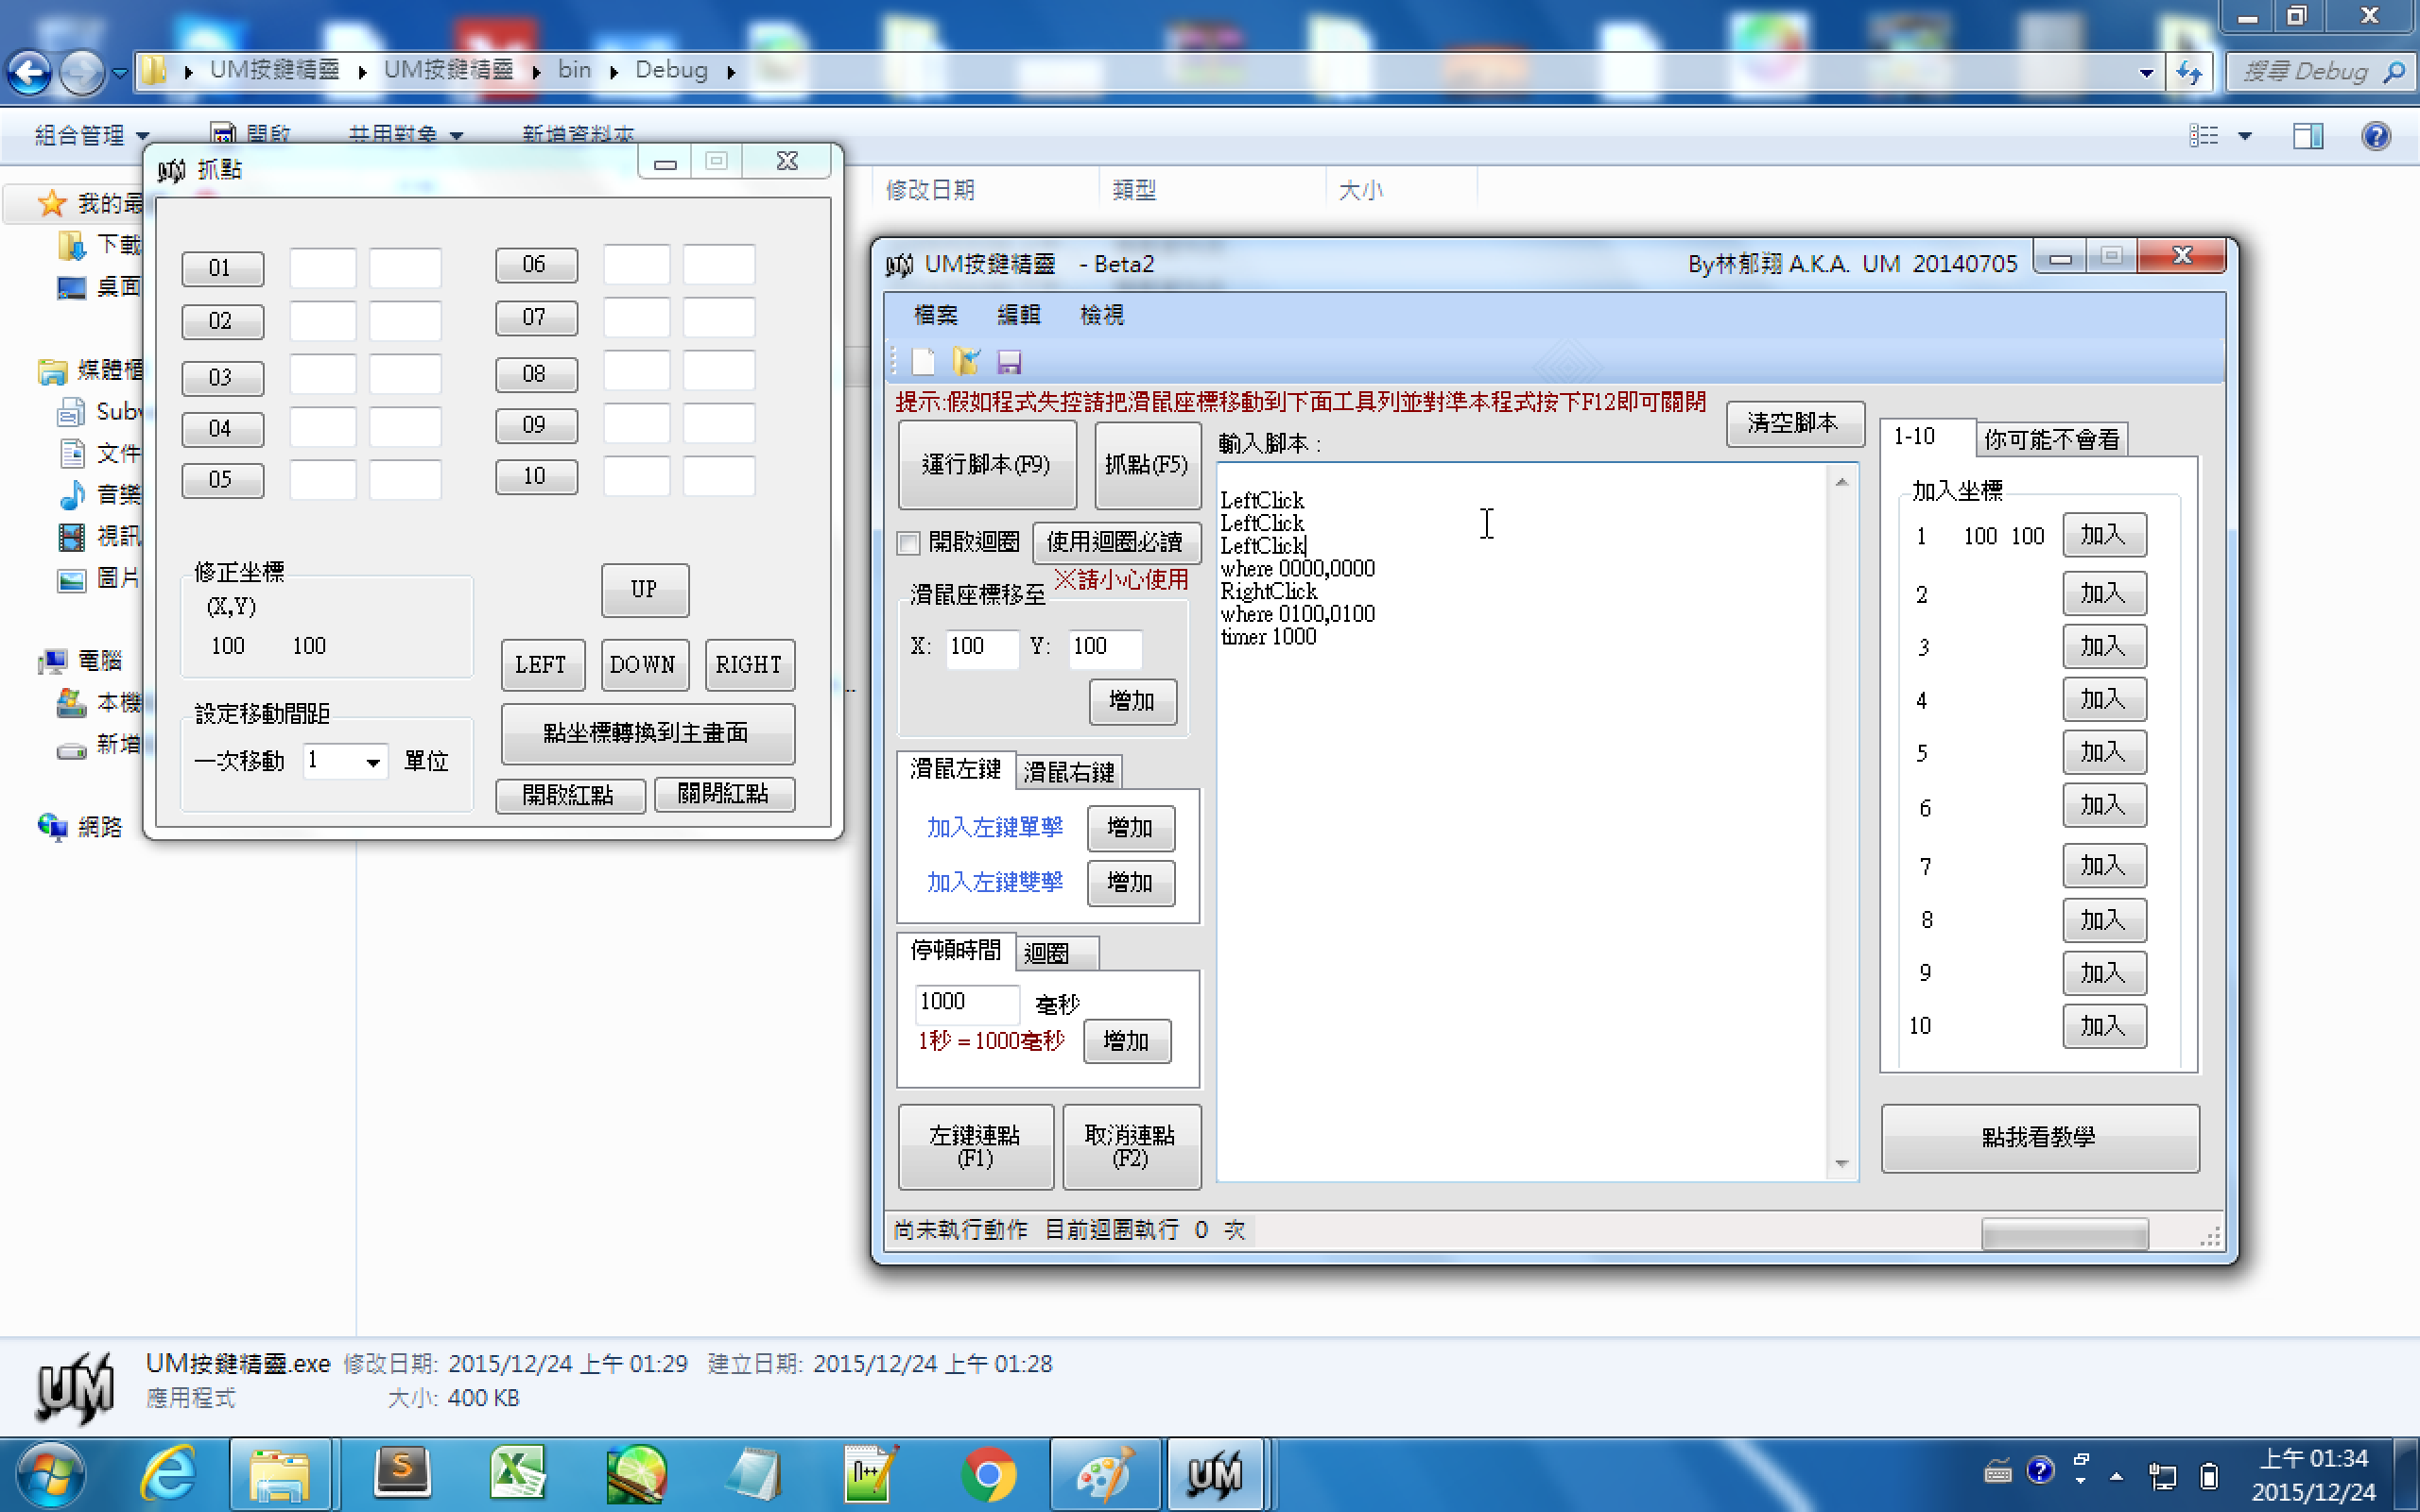 UM按鍵精靈 UM按鍵精靈 bin Debug
搜尋 Debug
組合管理 開啟 共用對象 新增資料夾
修改日期 類型 大小
我的最
下載
桌面
媒體櫃
Subv
文件
音樂
視訊
圖片
電腦
本機
新增
網路
抓點
01 06
02 07
03 08
04 09
05 10
修正坐標
(X,Y)
100 100
UP
LEFT DOWN RIGHT
設定移動間距
一次移動 1 單位
點坐標轉換到主畫面
開啟紅點 關閉紅點
UM按鍵精靈 - Beta2 By林郁翔 A.K.A. UM 20140705
檔案 編輯 檢視
提示:假如程式失控請把滑鼠座標移動到下面工具列並對準本程式按下F12即可關閉
清空腳本
運行腳本(F9) 抓點(F5) 輸入腳本 :
開啟迴圈 使用迴圈必讀
※請小心使用
滑鼠座標移至
X: 100 Y: 100
增加
滑鼠左鍵 滑鼠右鍵
加入左鍵單擊 增加
加入左鍵雙擊 增加
停頓時間 迴圈
1000 毫秒
1秒 = 1000毫秒 增加
左鍵連點
(F1)
取消連點
(F2)
LeftClick
LeftClick
LeftClick
where 0000,0000
RightClick
where 0100,0100
timer 1000
1-10 你可能不會看
加入坐標
1 100 100 加入
2 加入
3 加入
4 加入
5 加入
6 加入
7 加入
8 加入
9 加入
10 加入
點我看教學
尚未執行動作 目前迴圈執行 0 次
..
UM按鍵精靈.exe 修改日期: 2015/12/24 上午 01:29 建立日期: 2015/12/24 上午 01:28
應用程式 大小: 400 KB
UM
上午 01:34
2015/12/24